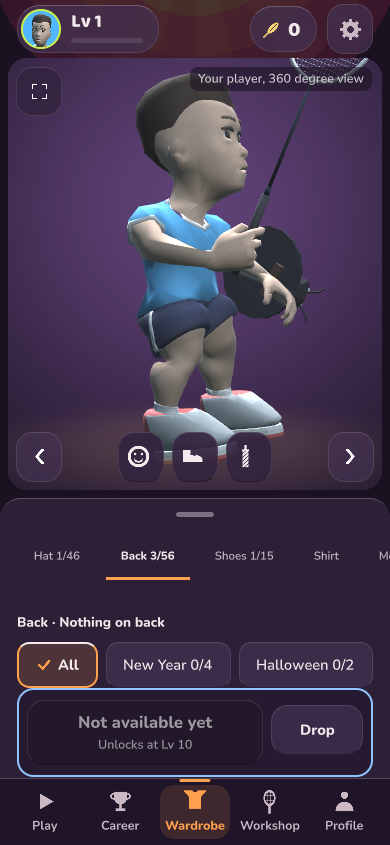 Lv 1
0
Your player, 360 degree view
Hat 1/46
Back 3/56
Shoes 1/15
Shirt
Back · Nothing on back
All
New Year 0/4
Halloween 0/2
Not available yet
Unlocks at Lv 10
Drop
Play
Career
Wardrobe
Workshop
Profile